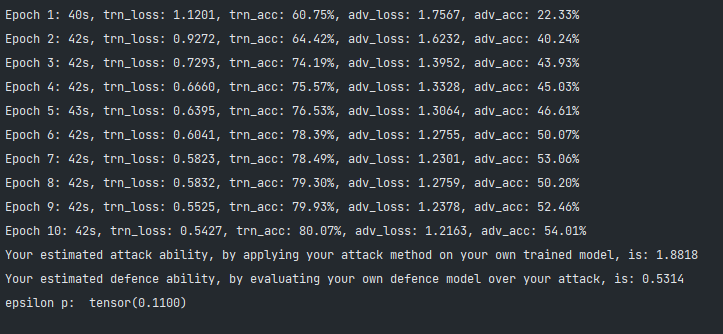 Epoch 1: 40s, trn_loss: 1.1201, trn_acc: 60.75%, adv_loss: 1.7567, adv_acc: 22.33%
Epoch 2: 42s, trn_loss: 0.9272, trn_acc: 64.42%, adv_loss: 1.6232, adv_acc: 40.24%
Epoch 3: 42s, trn_loss: 0.7293, trn_acc: 74.19%, adv_loss: 1.3952, adv_acc: 43.93%
Epoch 4: 42s, trn_loss: 0.6660, trn_acc: 75.57%, adv_loss: 1.3328, adv_acc: 45.03%
Epoch 5: 43s, trn_loss: 0.6395, trn_acc: 76.53%, adv_loss: 1.3064, adv_acc: 46.61%
Epoch 6: 42s, trn_loss: 0.6041, trn_acc: 78.39%, adv_loss: 1.2755, adv_acc: 50.07%
Epoch 7: 42s, trn_loss: 0.5823, trn_acc: 78.49%, adv_loss: 1.2301, adv_acc: 53.06%
Epoch 8: 42s, trn_loss: 0.5832, trn_acc: 79.30%, adv_loss: 1.2759, adv_acc: 50.20%
Epoch 9: 42s, trn_loss: 0.5525, trn_acc: 79.93%, adv_loss: 1.2378, adv_acc: 52.46%
Epoch 10: 42s, trn_loss: 0.5427, trn_acc: 80.07%, adv_loss: 1.2163, adv_acc: 54.01%
Your estimated attack ability, by applying your attack method on your own trained model, is: 1.8818
Your estimated defence ability, by evaluating your own defence model over your attack, is: 0.5314
epsilon p:  tensor(0.1100)